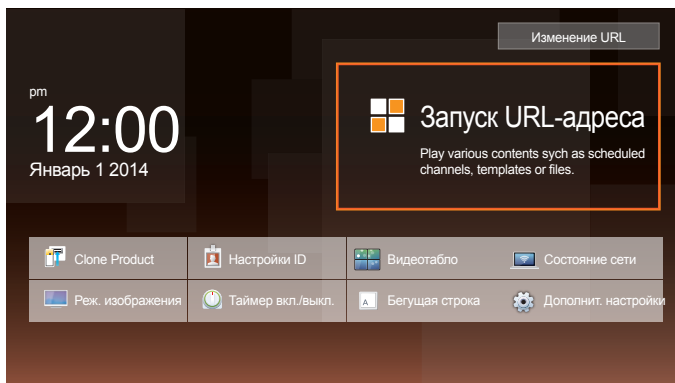 Изменение URL
pm
12:00
Январь 1 2014
Запуск URL-адреса
Play various contents sych as scheduled
channels, templates or files.
Clone Product
Настройки ID
Видеотабло
Состояние сети
Реж. изображения
Таймер вкл./выкл.
A
Бегущая строка
Дополнит. настройки